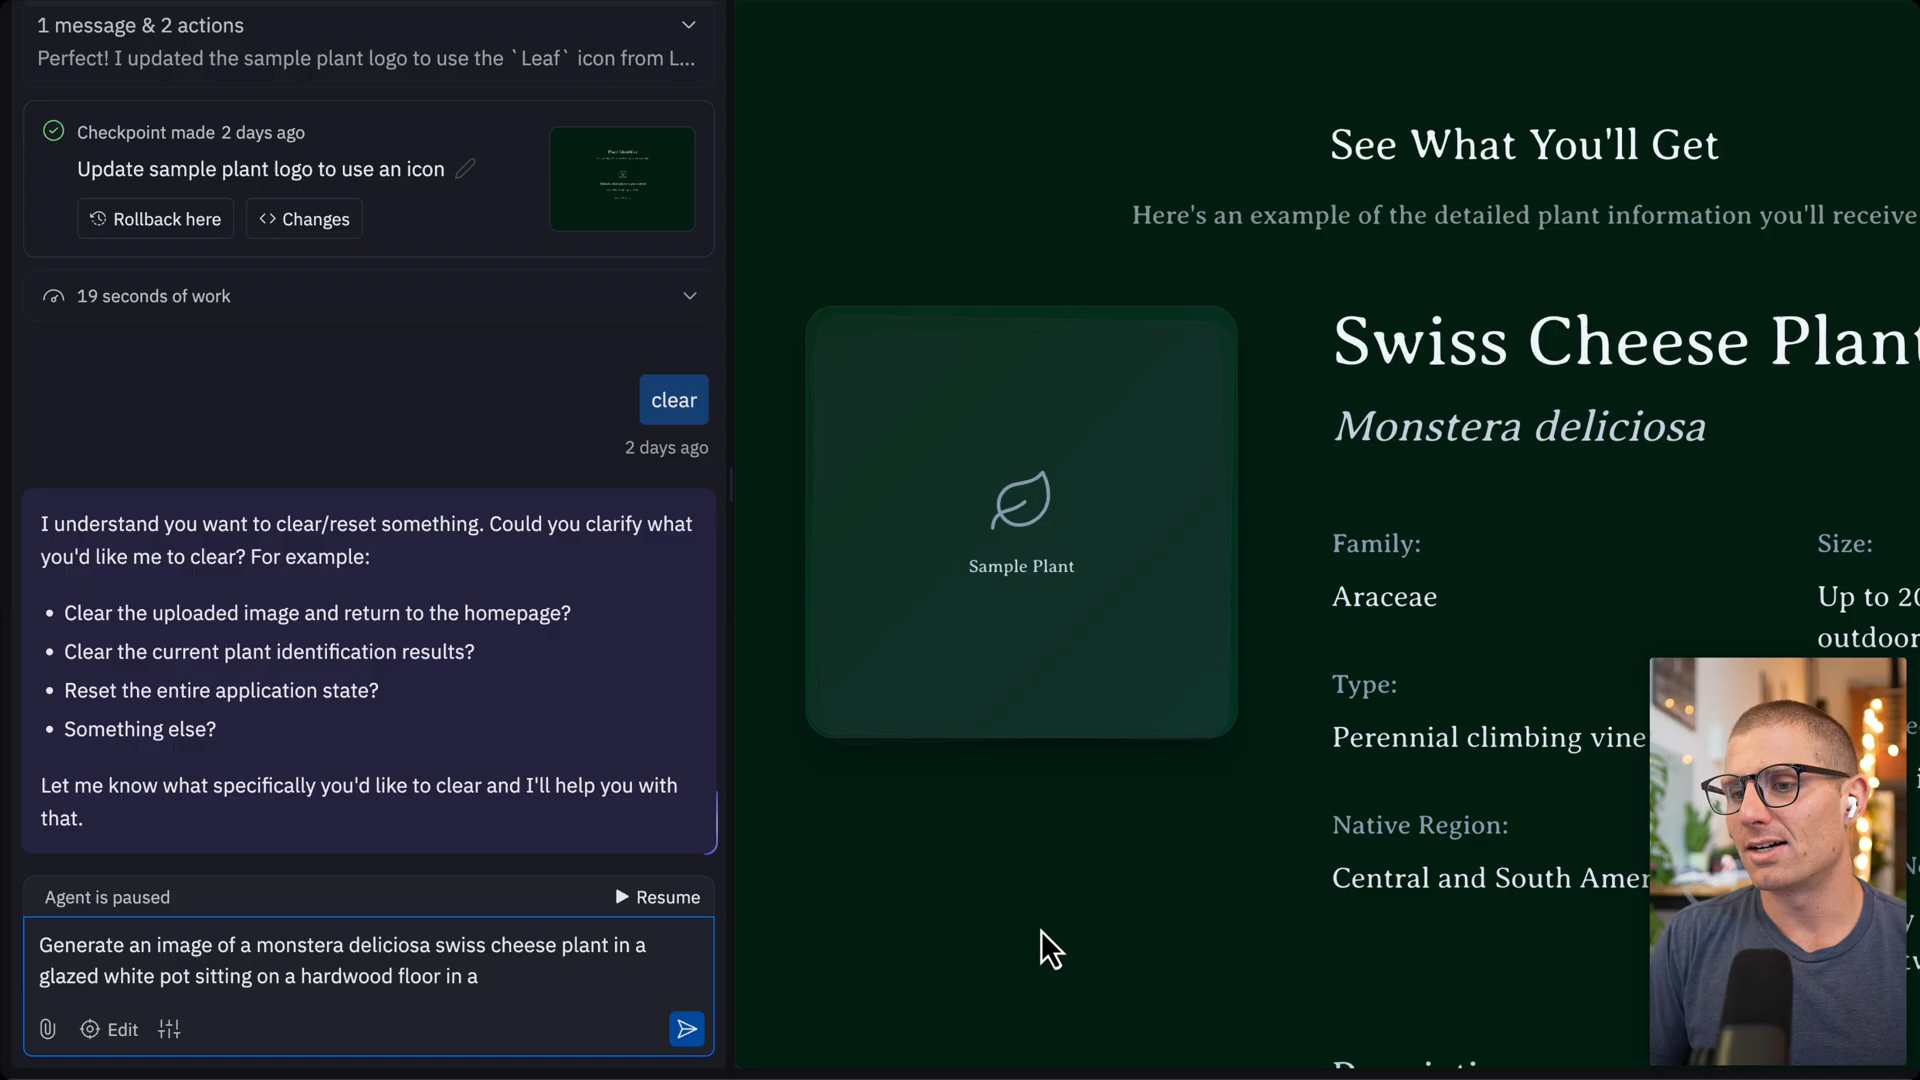 1 message & 2 actions
Perfect! I updated the sample plant logo to use the `Leaf` icon from L...
Checkpoint made 2 days ago
Update sample plant logo to use an icon
Rollback here
Changes
19 seconds of work
clear
2 days ago
I understand you want to clear/reset something. Could you clarify what
you'd like me to clear? For example:
• Clear the uploaded image and return to the homepage?
• Clear the current plant identification results?
• Reset the entire application state?
• Something else?
Let me know what specifically you'd like to clear and I'll help you with
that.
Agent is paused
Resume
Generate an image of a monstera deliciosa swiss cheese plant in a
glazed white pot sitting on a hardwood floor in a
Edit
See What You'll Get
Here's an example of the detailed plant information you'll receive
Sample Plant
Swiss Cheese Plant
Monstera deliciosa
Family:
Araceae
Size:
Up to 20
outdoor
Type:
Perennial climbing vine
Native Region:
Central and South Amer